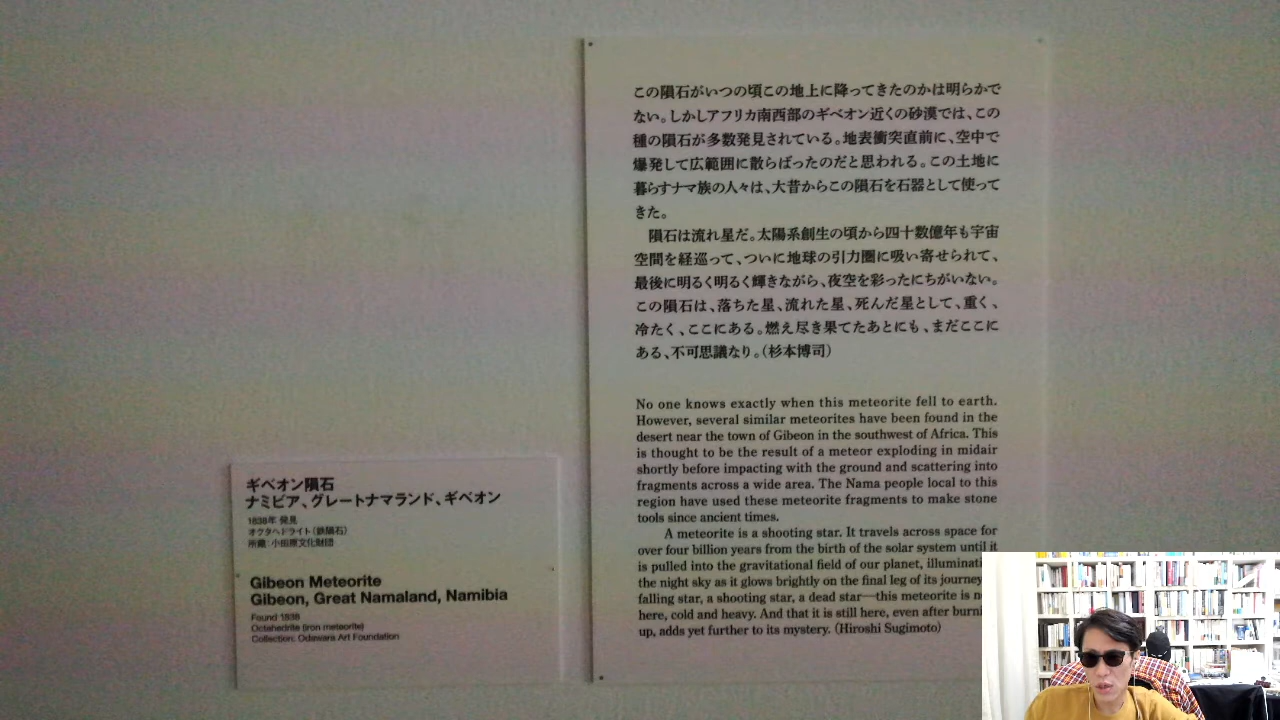 ギベオン隕石
ナミビア、グレートナマランド、ギベオン
1838年 発見
オクタヘドライト(鉄隕石)
所蔵:小田原文化財団
Gibeon Meteorite
Gibeon, Great Namaland, Namibia
Found 1838
Octahedrite (iron meteorite)
Collection: Odawara Art Foundation
この隕石がいつの頃この地上に降ってきたのかは明らかで
ない。しかしアフリカ南西部のギベオン近くの砂漠では、この
種の隕石が多数発見されている。地表衝突直前に、空中で
爆発して広範囲に散らばったのだと思われる。この土地に
暮らすナマ族の人々は、大昔からこの隕石を石器として使って
きた。
隕石は流れ星だ。太陽系創生の頃から四十数億年も宇宙
空間を経巡って、ついに地球の引力圏に吸い寄せられて、
最後に明るく明るく輝きながら、夜空を彩ったにちがいない。
この隕石は、落ちた星、流れた星、死んだ星として、重く、
冷たく、ここにある。燃え尽き果てたあとにも、まだここに
ある、不可思議なり。(杉本博司)
No one knows exactly when this meteorite fell to earth.
However, several similar meteorites have been found in the
desert near the town of Gibeon in the southwest of Africa. This
is thought to be the result of a meteor exploding in midair
shortly before impacting with the ground and scattering into
fragments across a wide area. The Nama people local to this
region have used these meteorite fragments to make stone
tools since ancient times.
A meteorite is a shooting star. It travels across space for
over four billion years from the birth of the solar system until it
is pulled into the gravitational field of our planet, illuminati
the night sky as it glows brightly on the final leg of its journey
falling star, a shooting star, a dead star—this meteorite is n
here, cold and heavy. And that it is still here, even after burni
up, adds yet further to its mystery. (Hiroshi Sugimoto)